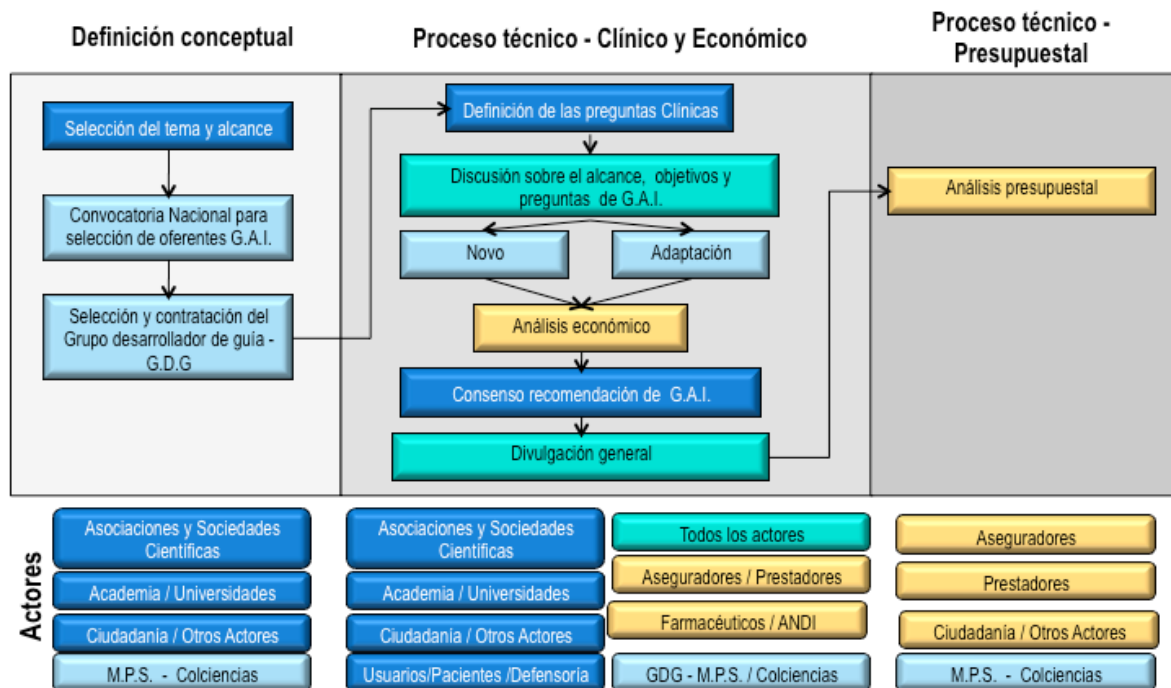 Definición conceptual
Proceso técnico - Clínico y Económico
Proceso técnico -
Presupuestal
Selección del tema y alcance
Convocatoria Nacional para
selección de oferentes G.A.I.
Selección y contratación del
Grupo desarrollador de guía -
G.D.G
Definición de las preguntas Clínicas
Discusión sobre el alcance, objetivos y
preguntas de G.A.I.
Novo
Adaptación
Análisis económico
Consenso recomendación de G.A.I.
Divulgación general
Análisis presupuestal
Actores
Asociaciones y Sociedades
Científicas
Academia / Universidades
Ciudadanía / Otros Actores
M.P.S. - Colciencias
Asociaciones y Sociedades
Científicas
Academia / Universidades
Ciudadanía / Otros Actores
Usuarios/Pacientes /Defensoría
Todos los actores
Aseguradores / Prestadores
Farmacéuticos / ANDI
GDG - M.P.S. / Colciencias
Aseguradores
Prestadores
Ciudadanía / Otros Actores
M.P.S. - Colciencias